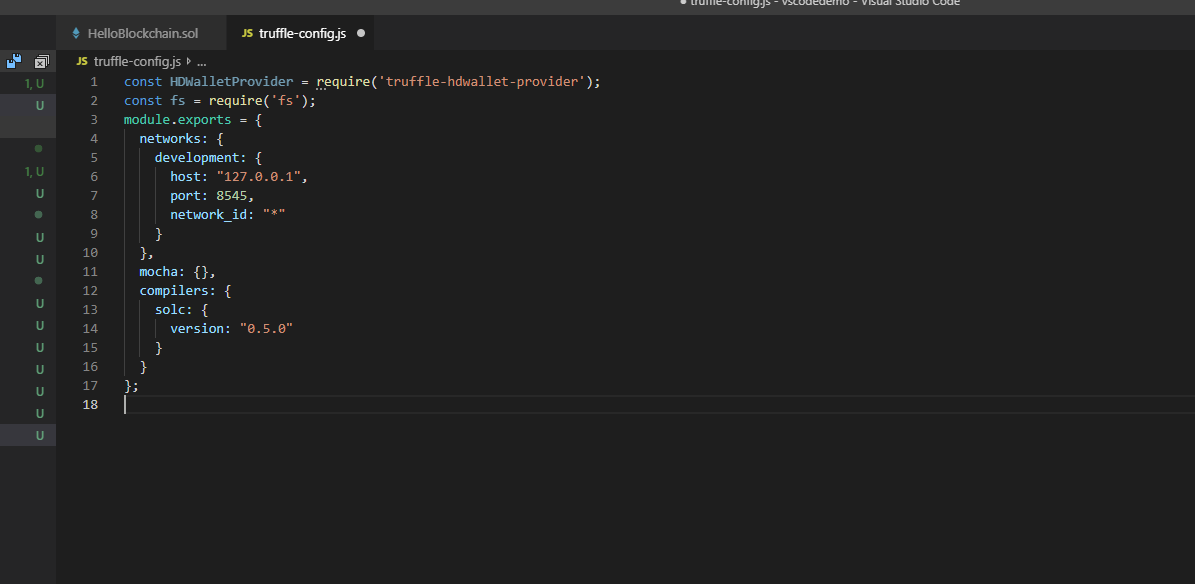 ● truffle-config.js - vscodedemo - Visual Studio Code
HelloBlockchain.sol
JS truffle-config.js ●
JS truffle-config.js ...
1, U
U
1, U
U
U
U
U
U
U
U
U
U
U
1 const HDWalletProvider = require('truffle-hdwallet-provider');
2 const fs = require('fs');
3 module.exports = {
4 networks: {
5 development: {
6 host: "127.0.0.1",
7 port: 8545,
8 network_id: "*"
9 }
10 },
11 mocha: {},
12 compilers: {
13 solc: {
14 version: "0.5.0"
15 }
16 }
17 };
18